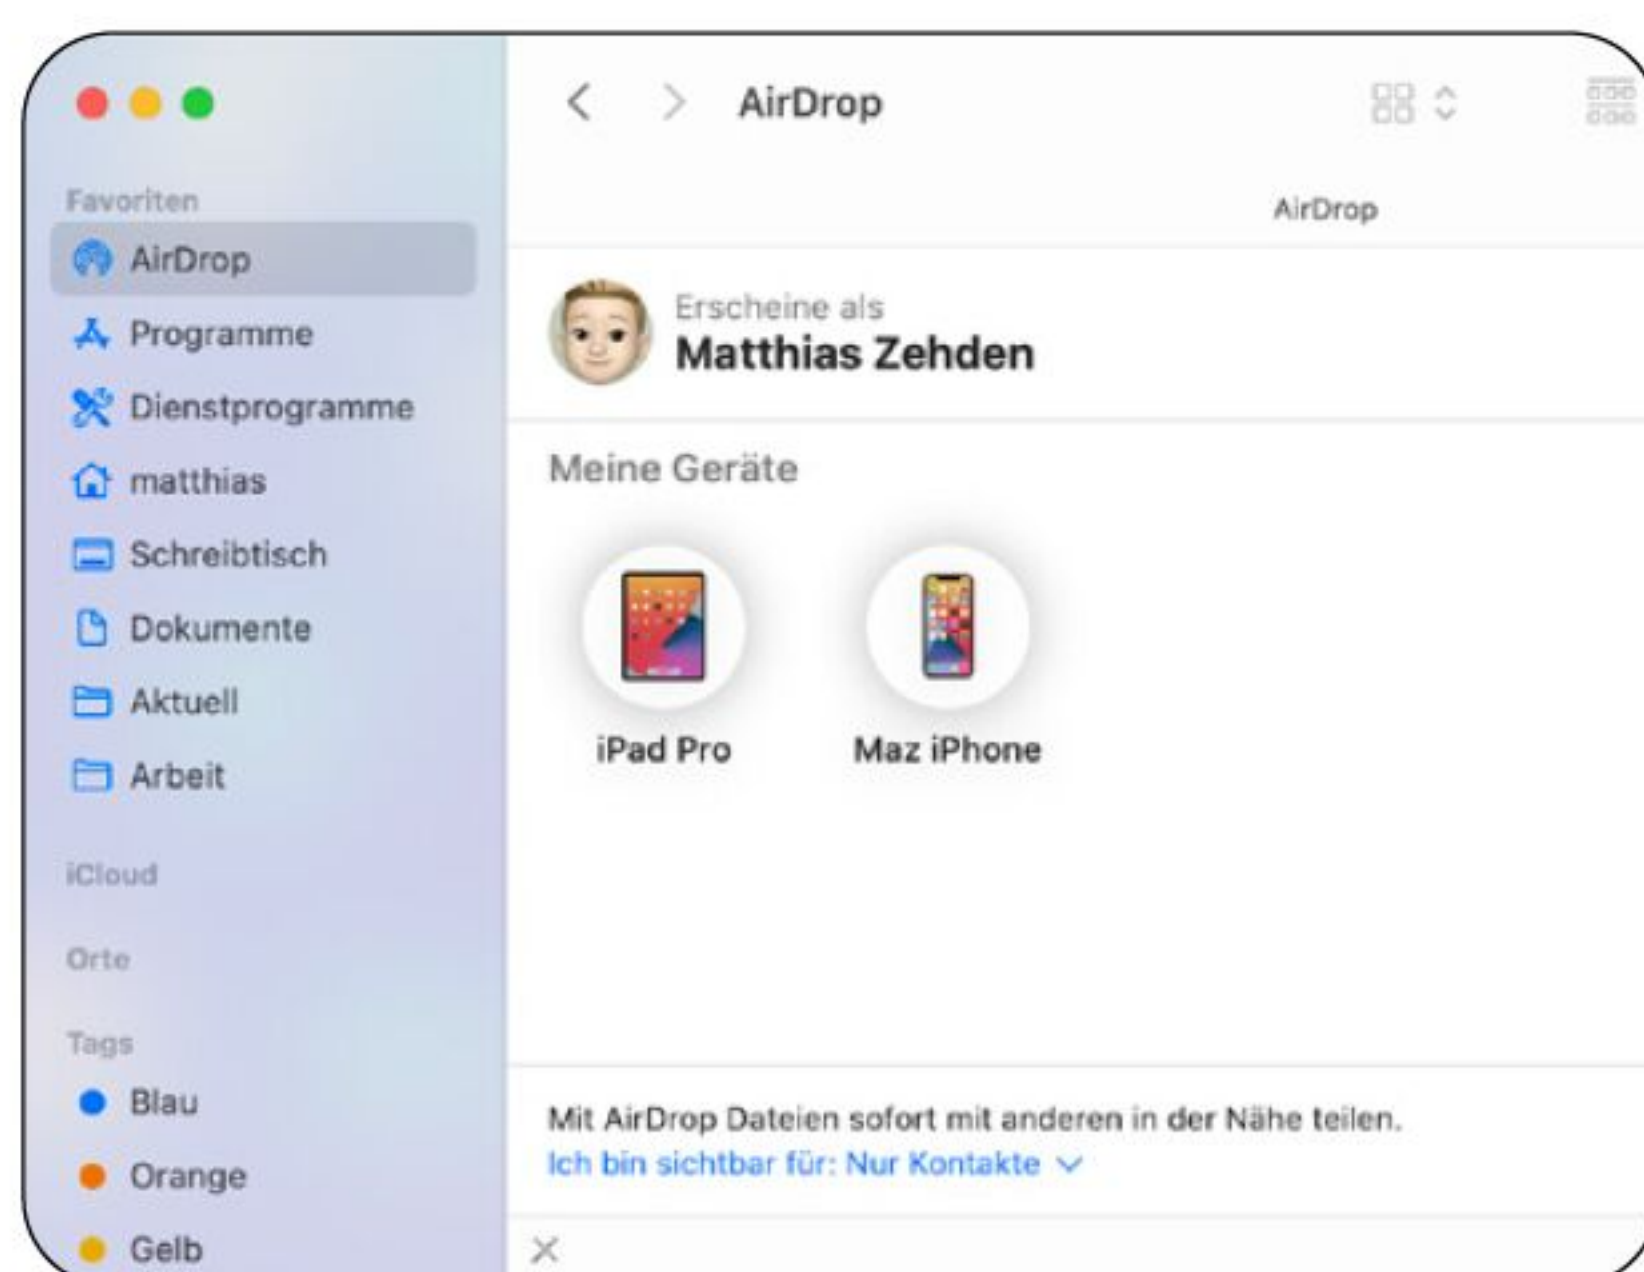 Favoriten
AirDrop
Programme
Dienstprogramme
matthias
Schreibtisch
Dokumente
Aktuell
Arbeit
iCloud
Orte
Tags
Blau
Orange
Gelb
AirDrop
AirDrop
Erscheine als
Matthias Zehden
Meine Geräte
iPad Pro
Maz iPhone
Mit AirDrop Dateien sofort mit anderen in der Nähe teilen.
Ich bin sichtbar für: Nur Kontakte